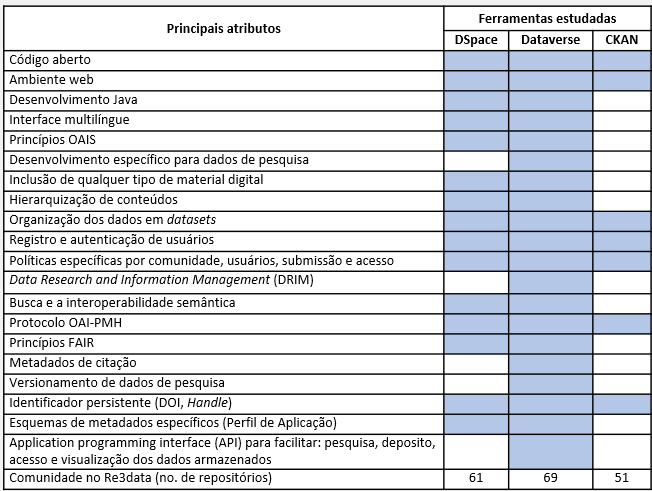 Principais atributos
Ferramentas estudadas
DSpace Dataverse CKAN
Código aberto
Ambiente web
Desenvolvimento Java
Interface multilíngue
Princípios OAIS
Desenvolvimento específico para dados de pesquisa
Inclusão de qualquer tipo de material digital
Hierarquização de conteúdos
Organização dos dados em datasets
Registro e autenticação de usuários
Políticas específicas por comunidade, usuários, submissão e acesso
Data Research and Information Management (DRIM)
Busca e a interoperabilidade semântica
Protocolo OAI-PMH
Princípios FAIR
Metadados de citação
Versionamento de dados de pesquisa
Identificador persistente (DOI, Handle)
Esquemas de metadados específicos (Perfil de Aplicação)
Application programming interface (API) para facilitar: pesquisa, deposito,
acesso e visualização dos dados armazenados
Comunidade no Re3data (no. de repositórios) 61 69 51